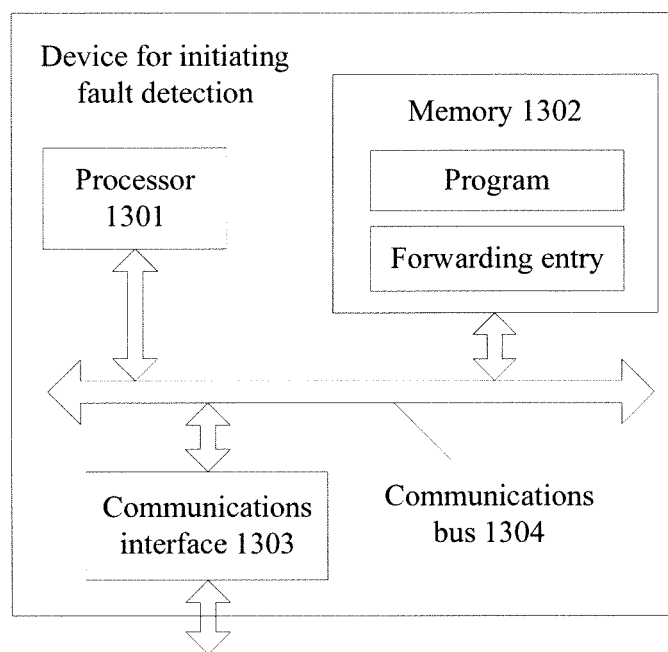 Device for initiating
fault detection
Memory 1302
Processor
1301
Program
Forwarding entry
Communications
interface 1303
Communications
bus 1304